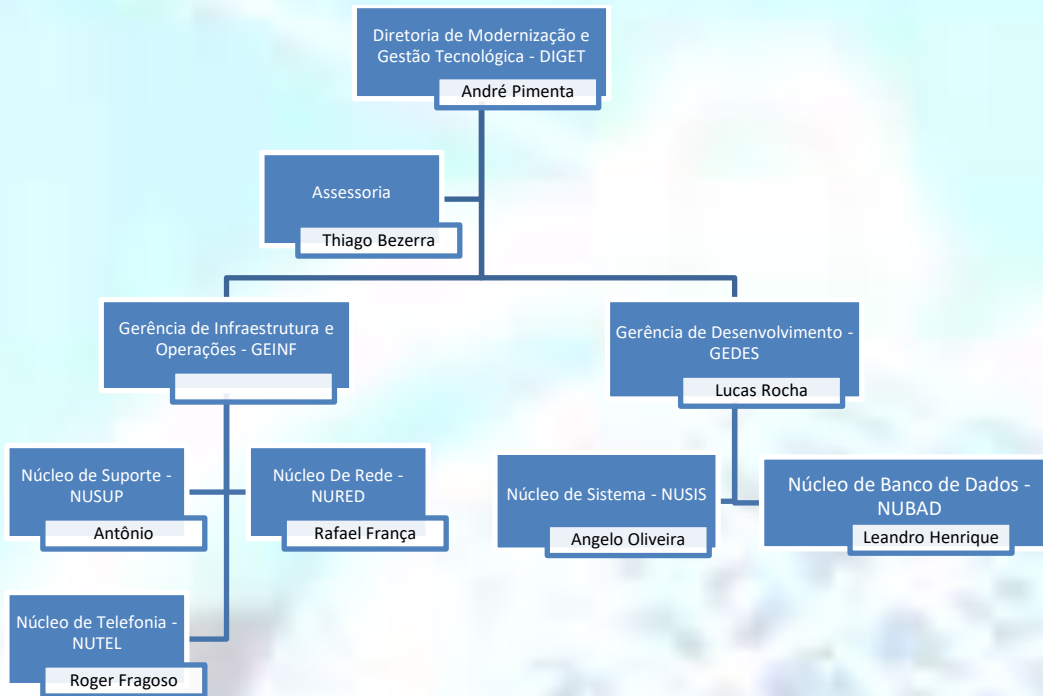 Diretoria de Modernização e
Gestão Tecnológica - DIGET
André Pimenta
Assessoria
Thiago Bezerra
Gerência de Infraestrutura e
Operações - GEINF
Gerência de Desenvolvimento -
GEDES
Lucas Rocha
Núcleo de Suporte -
NUSUP
Antônio
Núcleo De Rede -
NURED
Rafael França
Núcleo de Sistema - NUSIS
Angelo Oliveira
Núcleo de Banco de Dados -
NUBAD
Leandro Henrique
Núcleo de Telefonia -
NUTEL
Roger Fragoso